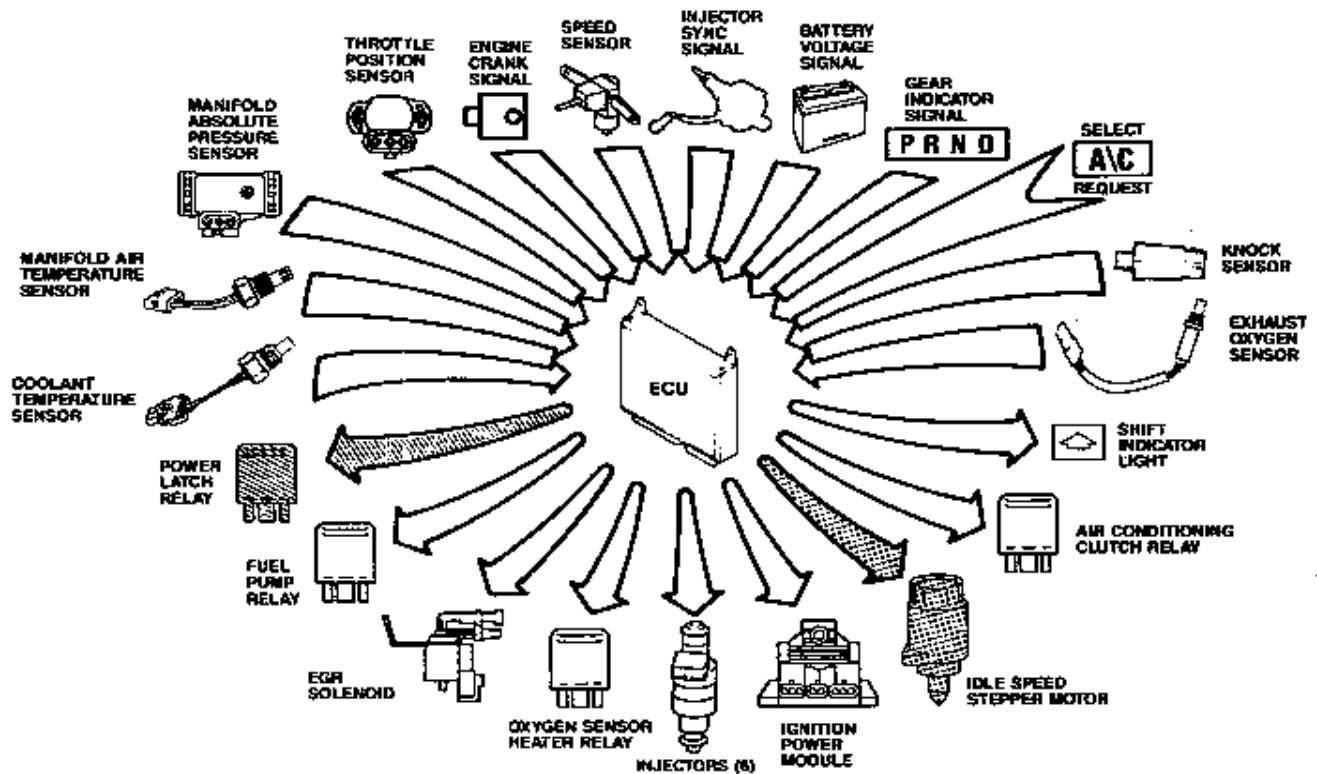 THROTTLE
POSITION
SENSOR
ENGINE
CRANK
SIGNAL
SPEED
SENSOR
INJECTOR
SYNC
SIGNAL
BATTERY
VOLTAGE
SIGNAL
GEAR
INDICATOR
SIGNAL
P R N D
SELECT
A\C
REQUEST
MANIFOLD
ABSOLUTE
PRESSURE
SENSOR
KNOCK
SENSOR
MANIFOLD AIR
TEMPERATURE
SENSOR
EXHAUST
OXYGEN
SENSOR
COOLANT
TEMPERATURE
SENSOR
ECU
SHIFT
INDICATOR
LIGHT
POWER
LATCH
RELAY
AIR CONDITIONING
CLUTCH RELAY
FUEL
PUMP
RELAY
EGR
SOLENOID
IDLE SPEED
STEPPER MOTOR
OXYGEN SENSOR
HEATER RELAY
INJECTORS (6)
IGNITION
POWER
MODULE